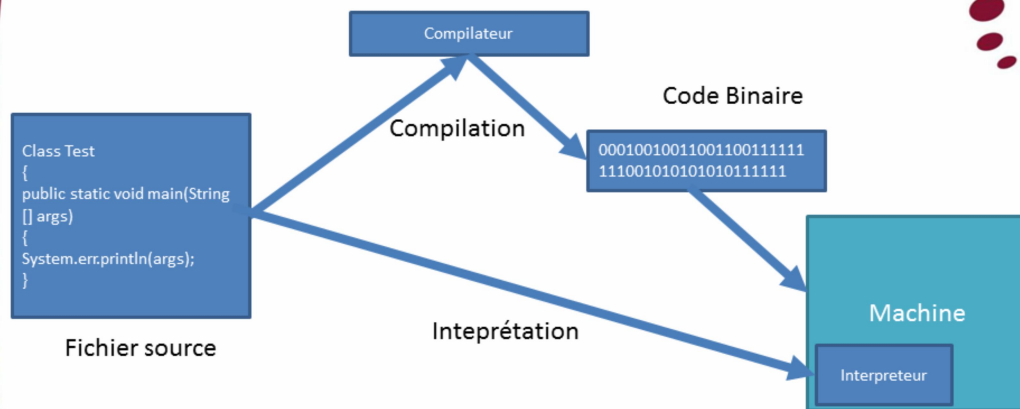 Compilateur
Code Binaire
Compilation
00010010011001100111111
111001010101010111111
Class Test
{
public static void main(String
[] args)
{
System.err.println(args);
}
Machine
Inteprétation
Fichier source
Interpreteur